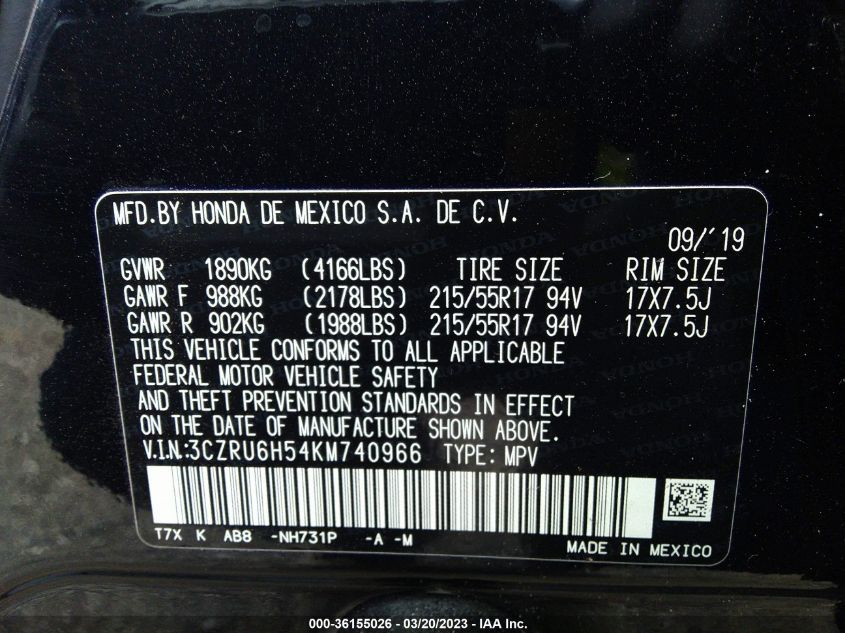 MFD.BY HONDA DE MEXICO S.A. DE C.V.
09/'19
GVWR 1890KG (4166LBS) TIRE SIZE RIM SIZE
GAWR F 988KG (2178LBS) 215/55R17 94V 17X7.5J
GAWR R 902KG (1988LBS) 215/55R17 94V 17X7.5J
THIS VEHICLE CONFORMS TO ALL APPLICABLE
FEDERAL MOTOR VEHICLE SAFETY
AND THEFT PREVENTION STANDARDS IN EFFECT
ON THE DATE OF MANUFACTURE SHOWN ABOVE.
V.I.N:3CZRU6H54KM740966 TYPE: MPV
T7X K AB8 -NH731P -A -M
MADE IN MEXICO
000-36155026 - 03/20/2023 - IAA Inc.